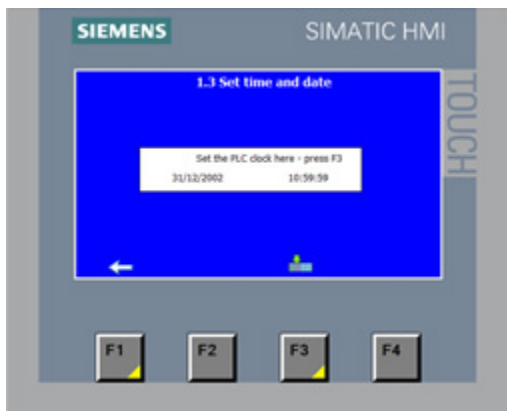 SIEMENS
SIMATIC HMI
TOUCH
1.3 Set time and date
Set the PLC clock here - press F3
31/12/2002 10:59:59
F1 F2 F3 F4